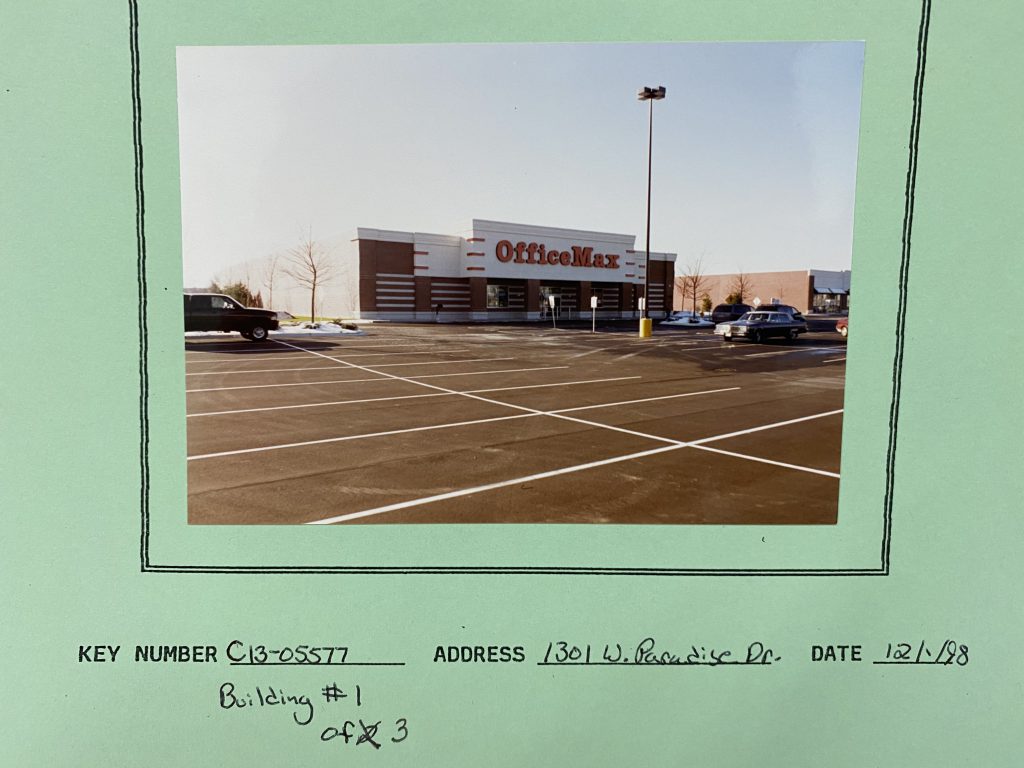 OfficeMax
KEY NUMBER C13-05577 ADDRESS 1301 W. Paradise Dr. DATE 12/1/98
Building #1
of 3